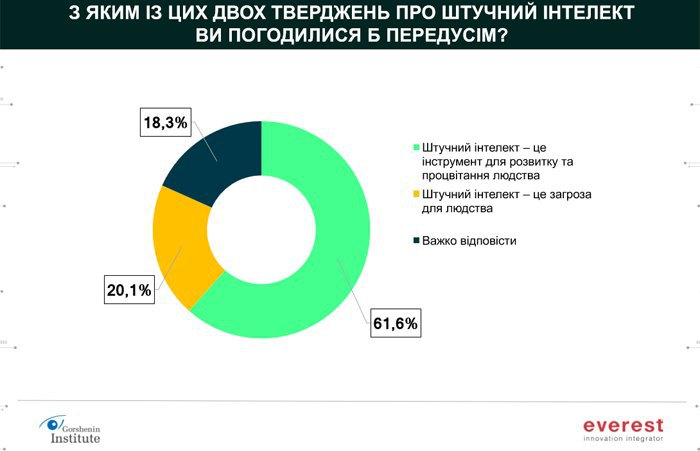 З ЯКИМ ІЗ ЦИХ ДВОХ ТВЕРДЖЕНЬ ПРО ШТУЧНИЙ ІНТЕЛЕКТ
ВИ ПОГОДИЛИСЯ Б ПЕРЕДУСІМ?
18,3%
20,1%
61,6%
Штучний інтелект – це
інструмент для розвитку та
процвітання людства
Штучний інтелект – це загроза
для людства
Важко відповісти
Gorshenin
Institute
everest
innovation integrator